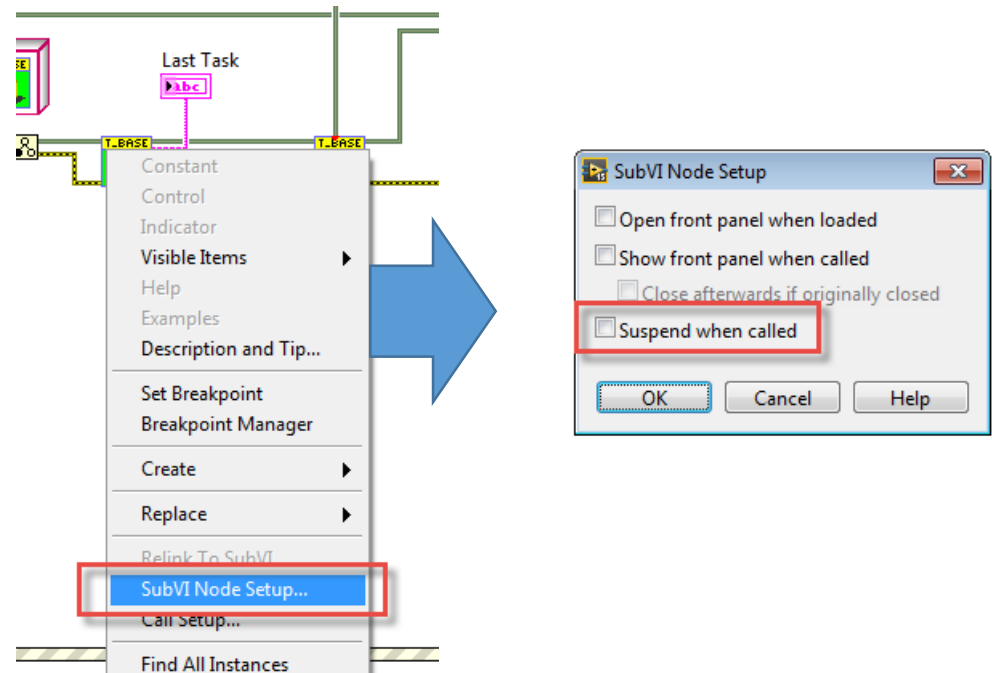 SE
Last Task
abc
T_BASE
T_BASE
Constant
Control
Indicator
Visible Items
Help
Examples
Description and Tip...
Set Breakpoint
Breakpoint Manager
Create
Replace
Relink To SubVI
SubVI Node Setup...
Call Setup...
Find All Instances
15
SubVI Node Setup
Open front panel when loaded
Show front panel when called
Close afterwards if originally closed
Suspend when called
OK
Cancel
Help